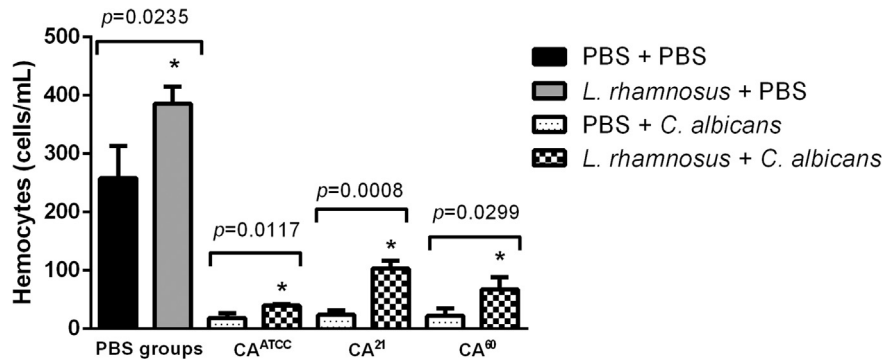 p=0.0235
500
400
300
200
100
0
Hemocytes (cells/mL)
*
p=0.0117
*
p=0.0008
*
p=0.0299
*
PBS groups
CAᴬᵀᶜᶜ
CA²¹
CA⁶⁰
PBS + PBS
L. rhamnosus + PBS
PBS + C. albicans
L. rhamnosus + C. albicans